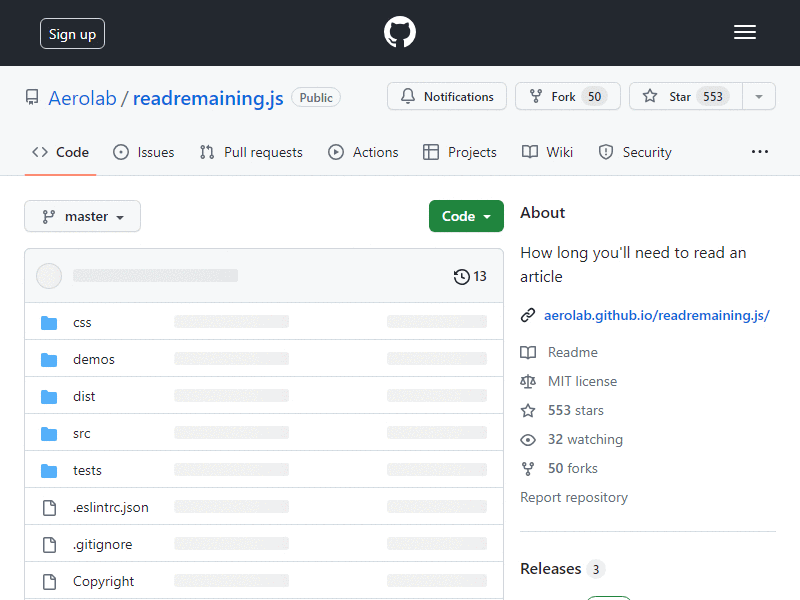 Sign up
Aerolab / readremaining.js Public
Notifications Fork 50 Star 553
Code Issues Pull requests Actions Projects Wiki Security
master Code
13
css
demos
dist
src
tests
.eslintrc.json
.gitignore
Copyright
About
How long you'll need to read an
article
aerolab.github.io/readremaining.js/
Readme
MIT license
553 stars
32 watching
50 forks
Report repository
Releases 3